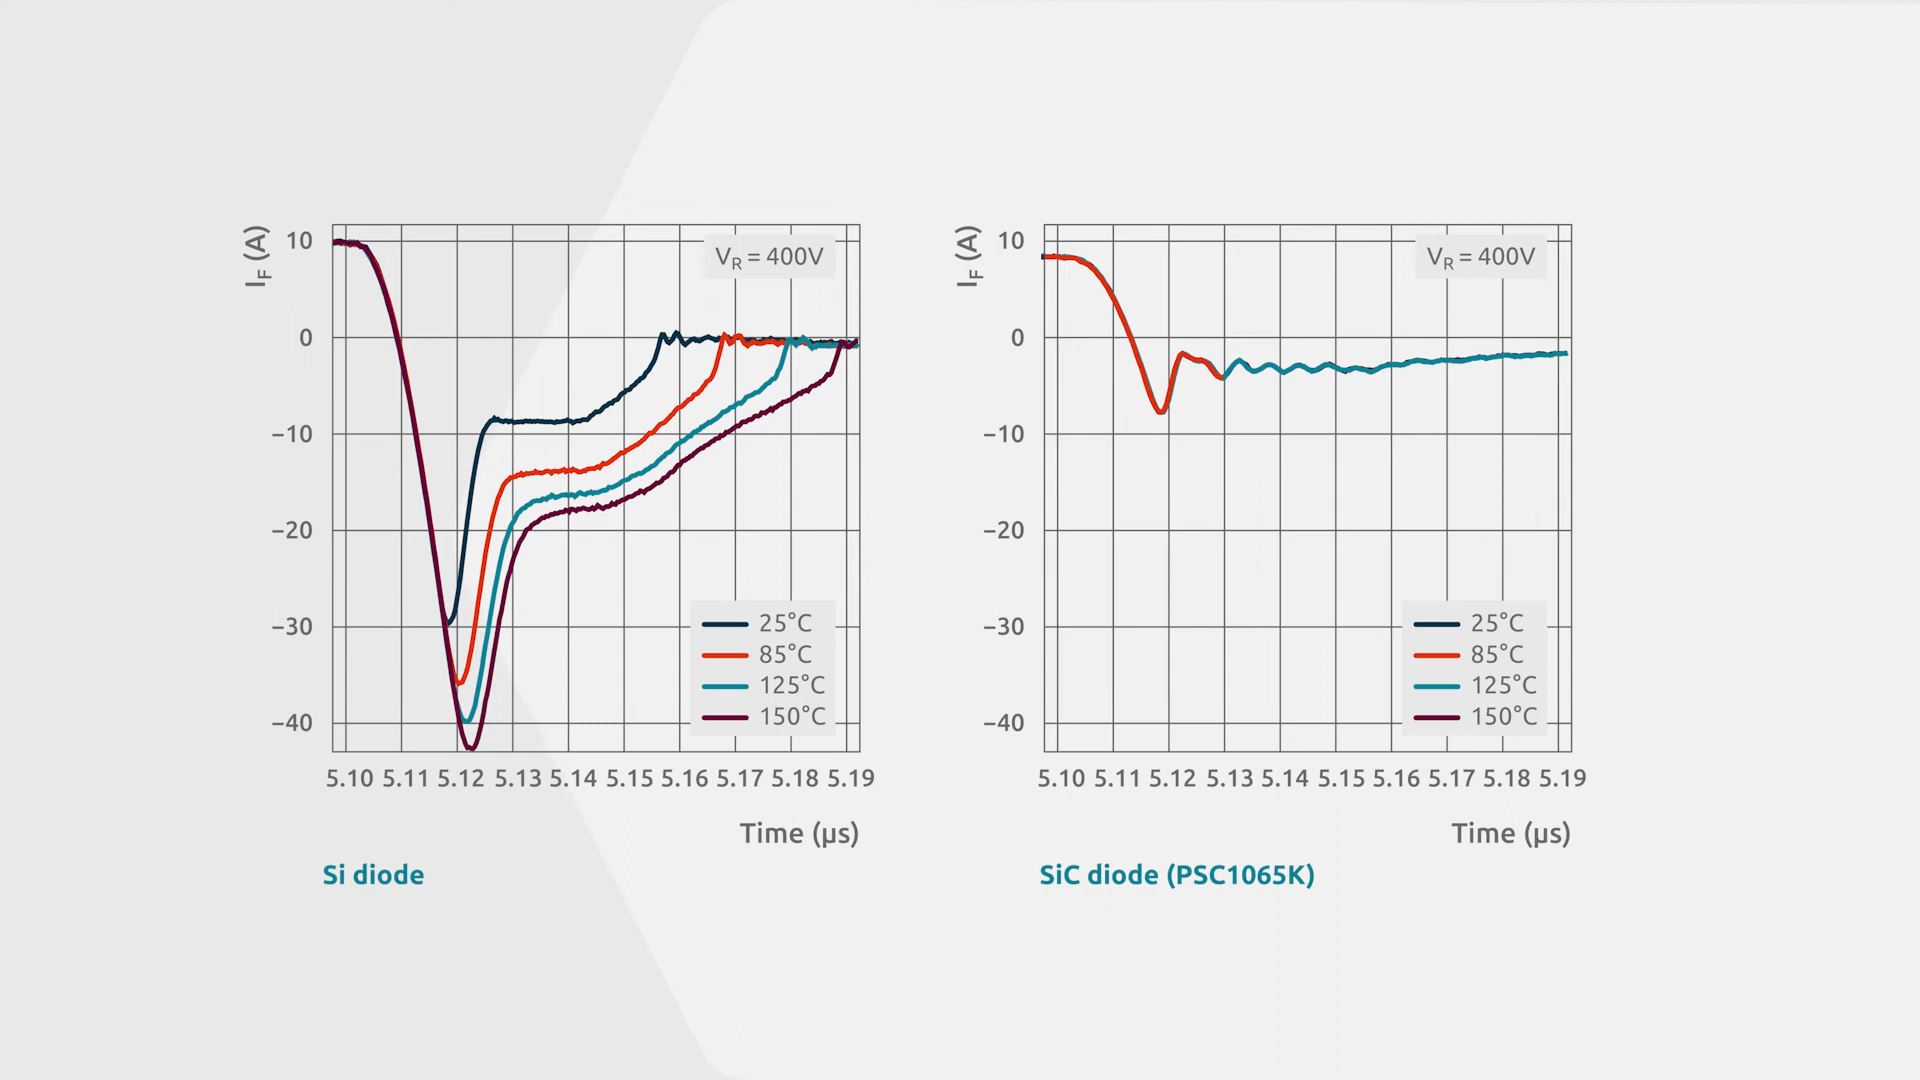 I_F (A)
10
0
−10
−20
−30
−40
V_R = 400V
25°C
85°C
125°C
150°C
5.10 5.11 5.12 5.13 5.14 5.15 5.16 5.17 5.18 5.19
Time (µs)
Si diode
I_F (A)
10
0
−10
−20
−30
−40
V_R = 400V
25°C
85°C
125°C
150°C
5.10 5.11 5.12 5.13 5.14 5.15 5.16 5.17 5.18 5.19
Time (µs)
SiC diode (PSC1065K)